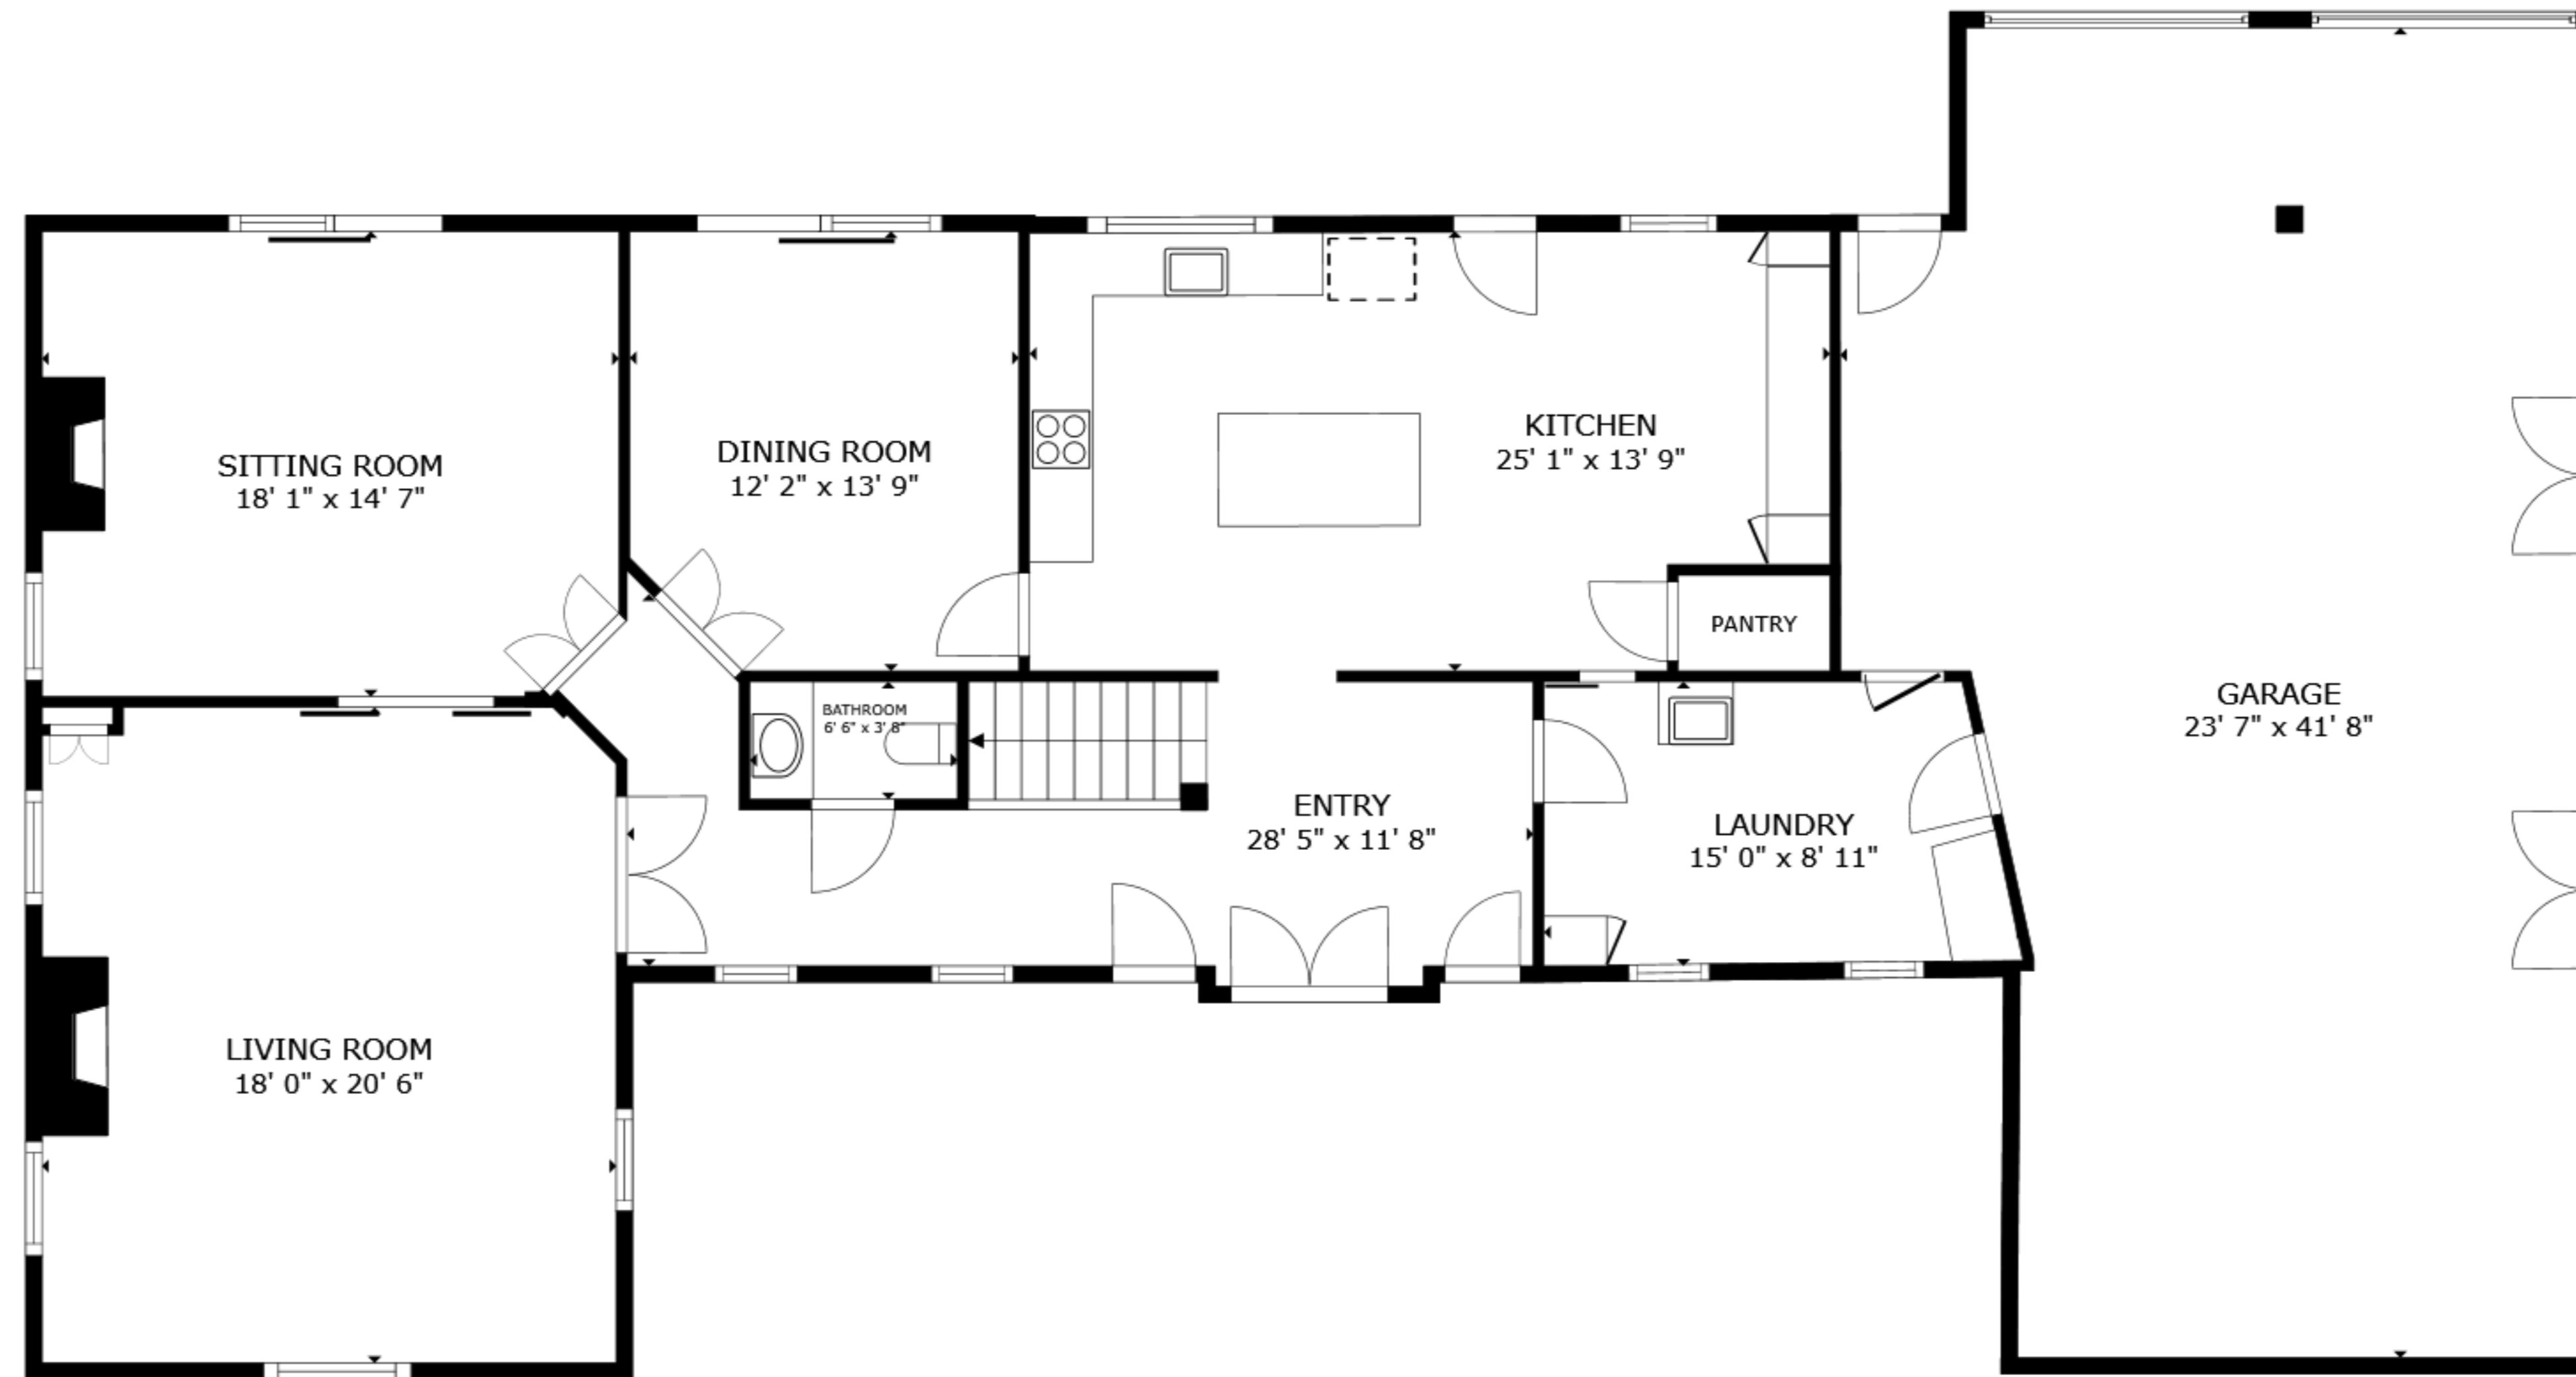 SITTING ROOM
18' 1" x 14' 7"
DINING ROOM
12' 2" x 13' 9"
KITCHEN
25' 1" x 13' 9"
PANTRY
BATHROOM
6' 6" x 3' 8"
ENTRY
28' 5" x 11' 8"
LAUNDRY
15' 0" x 8' 11"
GARAGE
23' 7" x 41' 8"
LIVING ROOM
18' 0" x 20' 6"